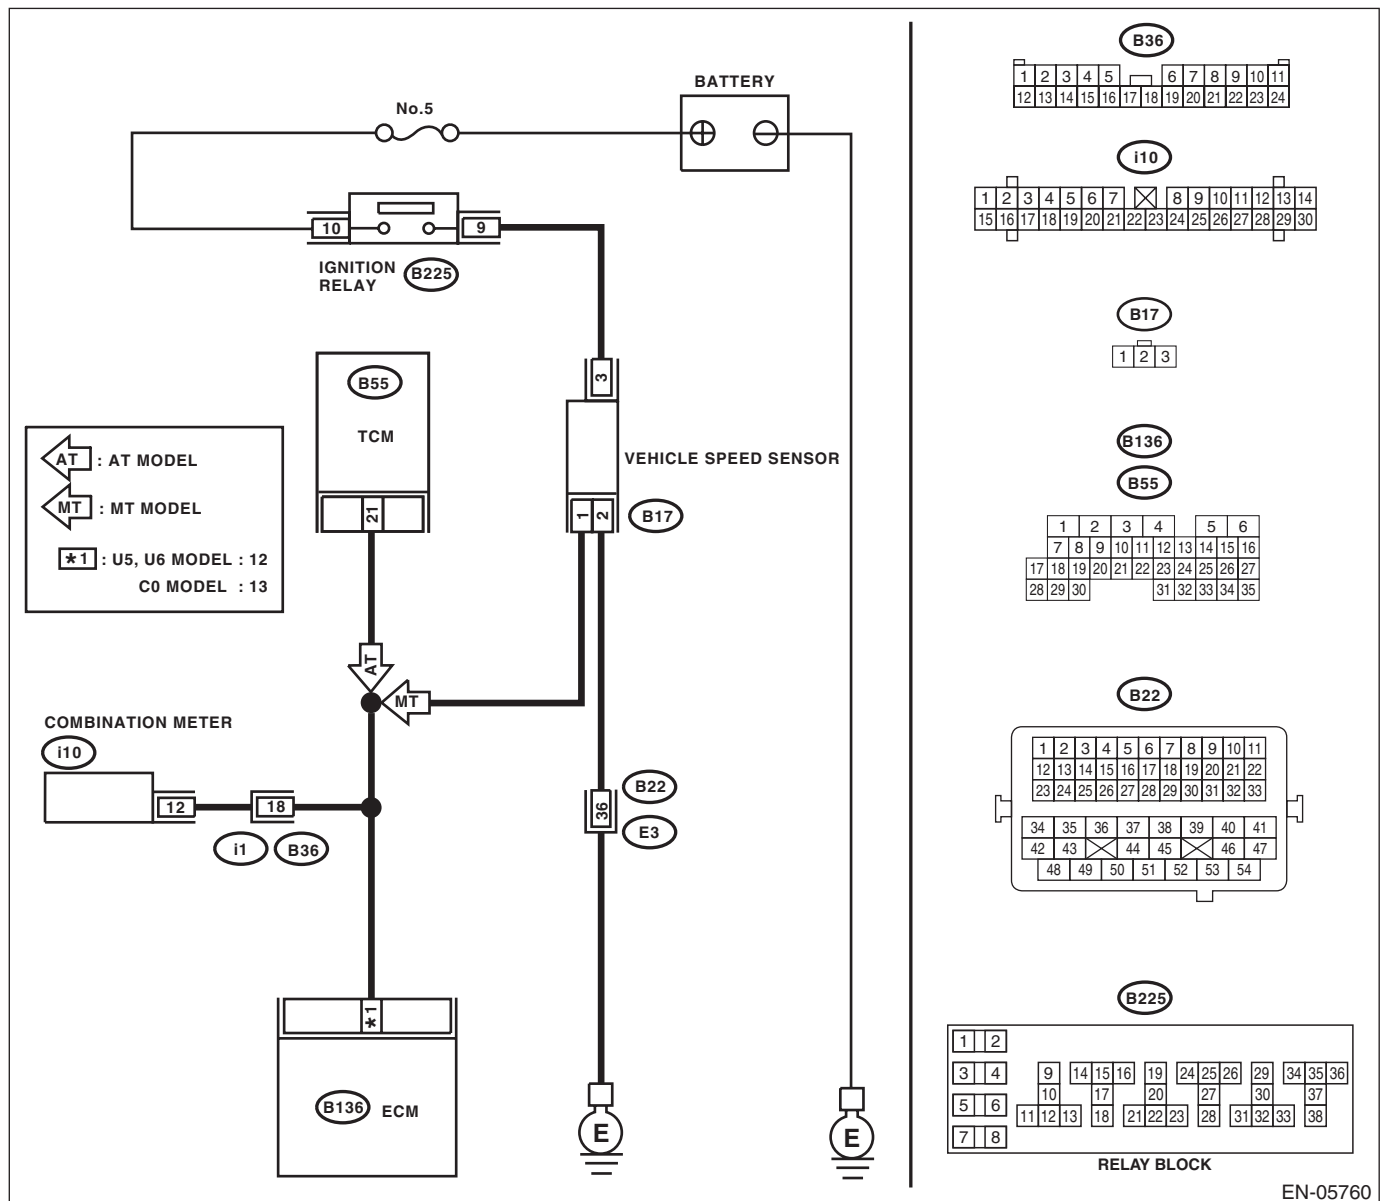 BATTERY
No.5
10
9
IGNITION
RELAY
B225
B55
TCM
21
3
VEHICLE SPEED SENSOR
1
2
B17
AT : AT MODEL
MT : MT MODEL
*1 : U5, U6 MODEL : 12
C0 MODEL : 13
AT
MT
COMBINATION METER
i10
12
18
i1
B36
36
B22
E3
*1
B136
ECM
E
E
B36
1 2 3 4 5 6 7 8 9 10 11
12 13 14 15 16 17 18 19 20 21 22 23 24
i10
1 2 3 4 5 6 7 8 9 10 11 12 13 14
15 16 17 18 19 20 21 22 23 24 25 26 27 28 29 30
B17
1 2 3
B136
B55
1 2 3 4 5 6
7 8 9 10 11 12 13 14 15 16
17 18 19 20 21 22 23 24 25 26 27
28 29 30 31 32 33 34 35
B22
1 2 3 4 5 6 7 8 9 10 11
12 13 14 15 16 17 18 19 20 21 22
23 24 25 26 27 28 29 30 31 32 33
34 35 36 37 38 39 40 41
42 43 44 45 46 47
48 49 50 51 52 53 54
B225
1 2
3 4 9 14 15 16 19 24 25 26 29 34 35 36
10 17 20 27 30 37
5 6 11 12 13 18 21 22 23 28 31 32 33 38
7 8
RELAY BLOCK
EN-05760